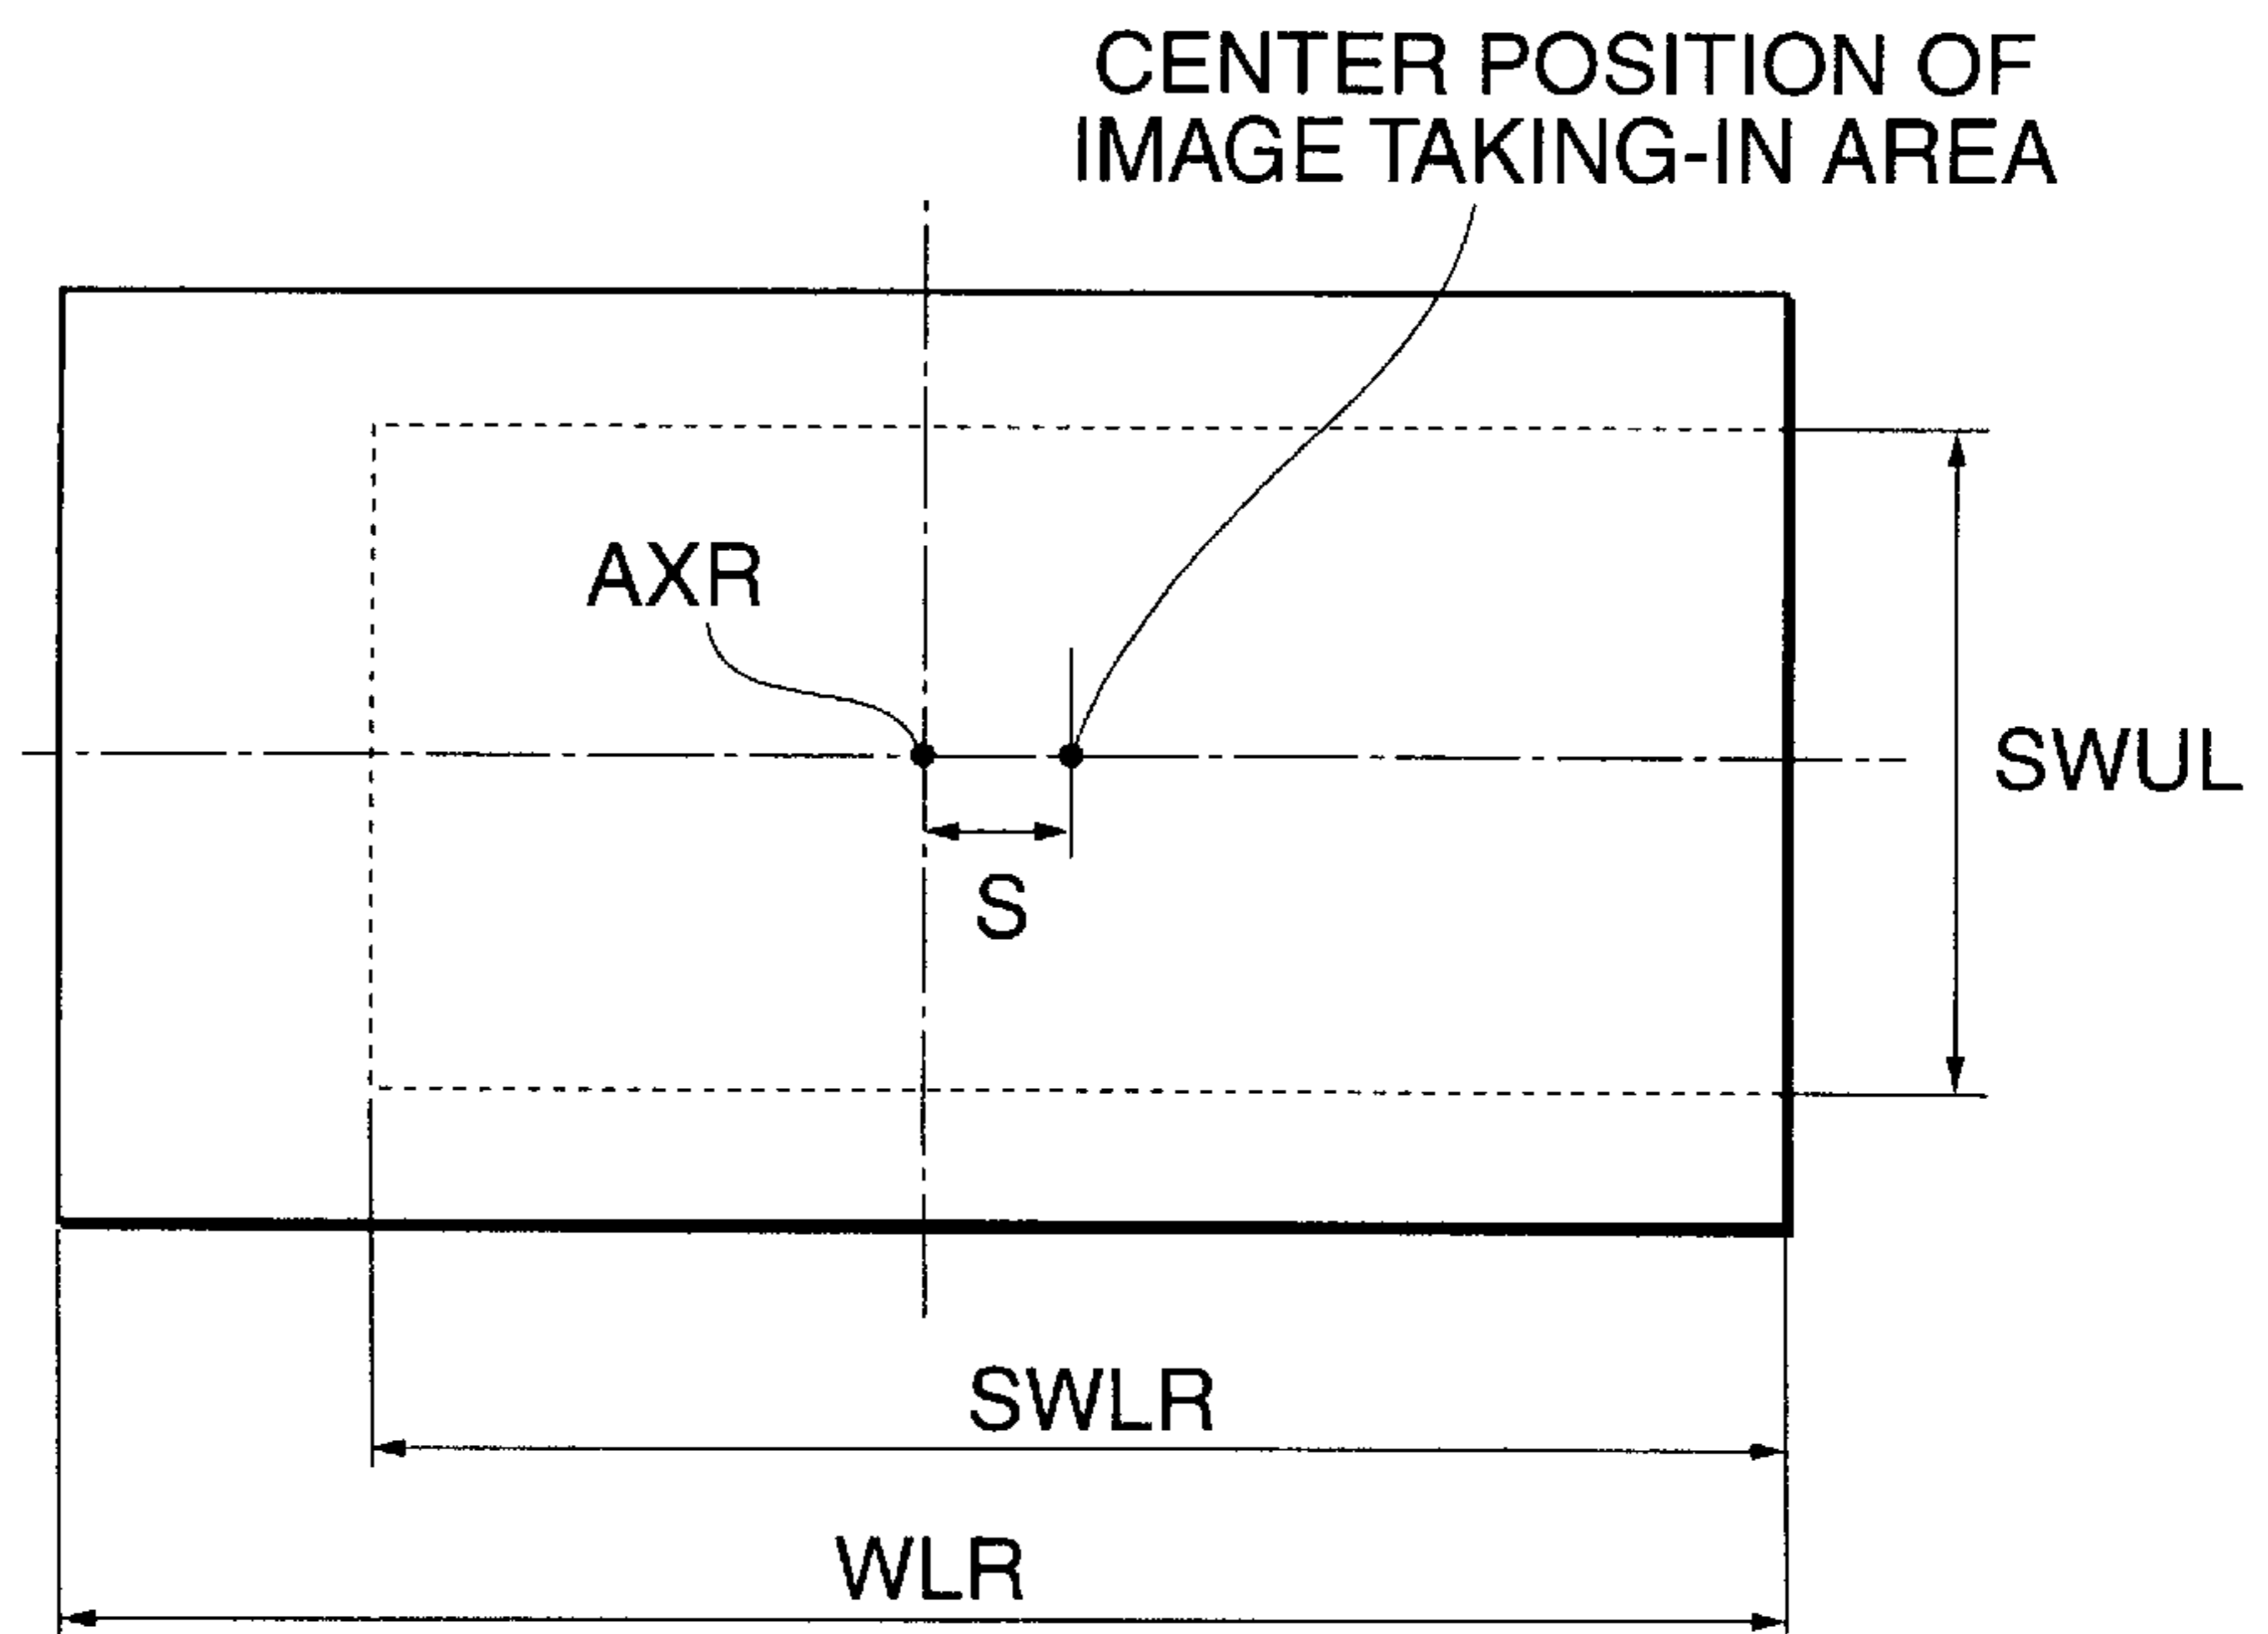 CENTER POSITION OF
IMAGE TAKING-IN AREA
AXR
SWUL
S
SWLR
WLR